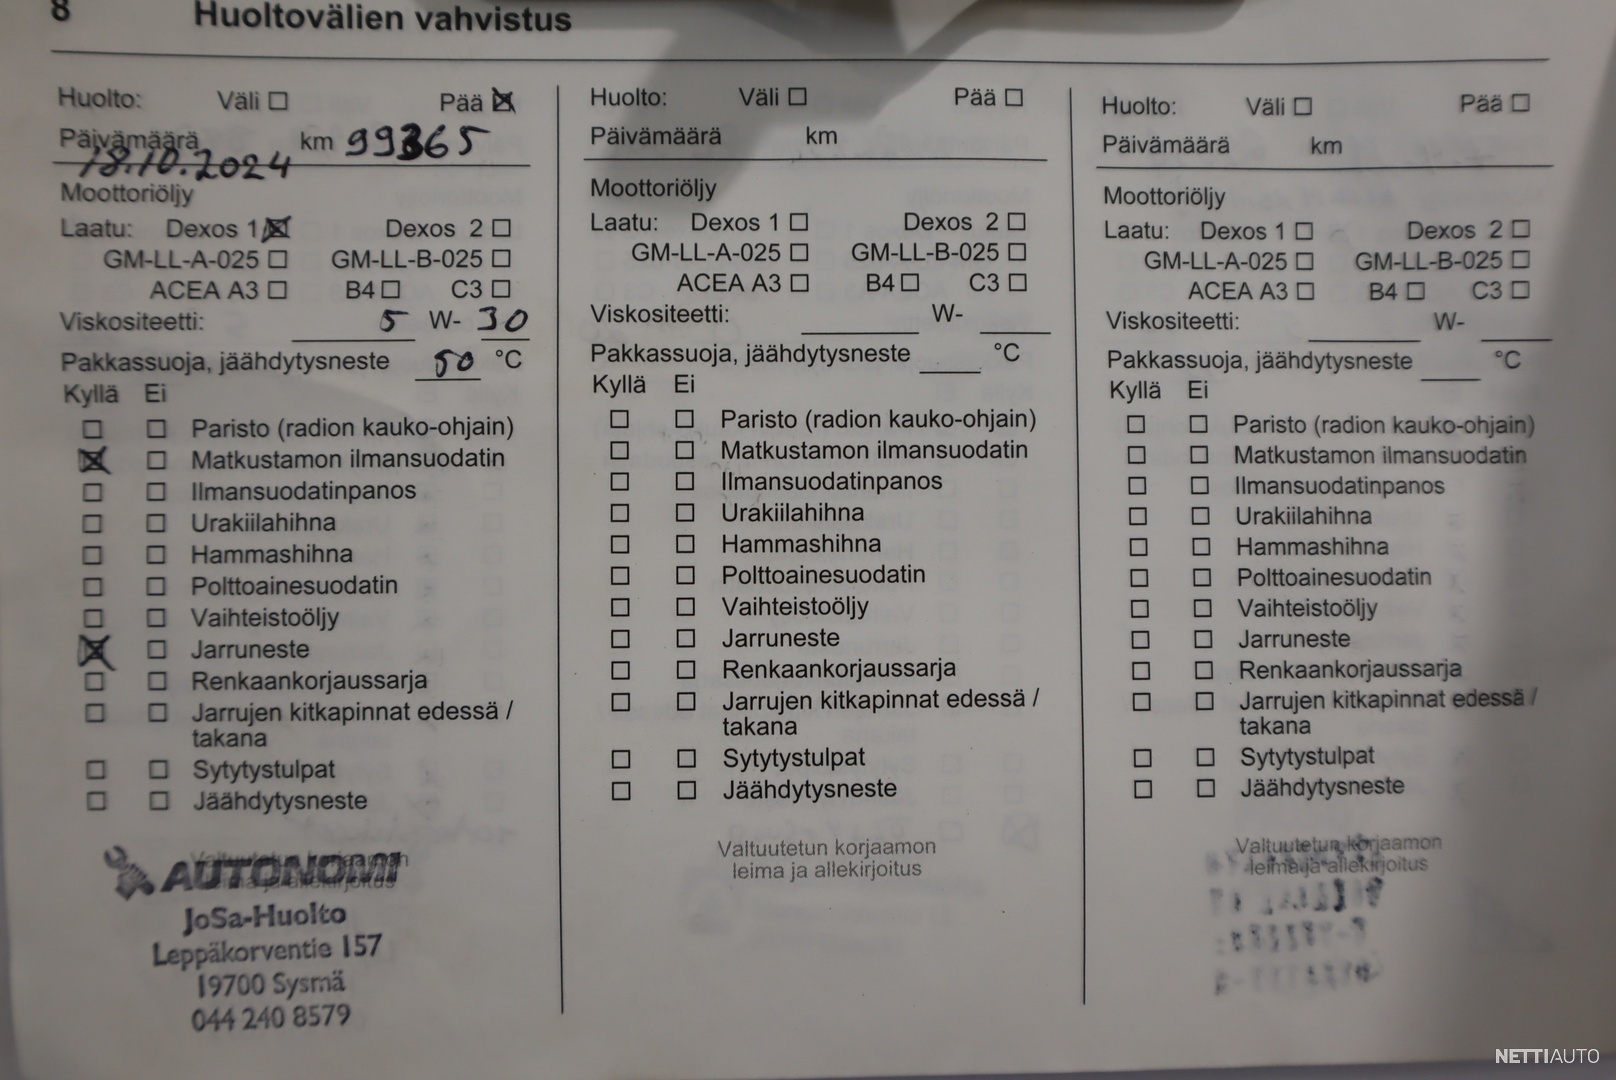 8 Huoltovälien vahvistus
Huolto: Väli Pää
Päivämäärä km 99365
18.10.2024
Moottoriöljy
Laatu: Dexos 1 Dexos 2
GM-LL-A-025 GM-LL-B-025
ACEA A3 B4 C3
Viskositeetti: 5 W- 30
Pakkassuoja, jäähdytysneste 50 °C
Kyllä Ei
Paristo (radion kauko-ohjain)
Matkustamon ilmansuodatin
Ilmansuodatinpanos
Urakiilahihna
Hammashihna
Polttoainesuodatin
Vaihteistoöljy
Jarruneste
Renkaankorjaussarja
Jarrujen kitkapinnat edessä /
takana
Sytytystulpat
Jäähdytysneste
Valtuutetun korjaamon
leima ja allekirjoitus
AUTONOMI
JoSa-Huolto
Leppäkorventie 157
19700 Sysmä
044 240 8579
Huolto: Väli Pää
Päivämäärä km
Moottoriöljy
Laatu: Dexos 1 Dexos 2
GM-LL-A-025 GM-LL-B-025
ACEA A3 B4 C3
Viskositeetti: W-
Pakkassuoja, jäähdytysneste °C
Kyllä Ei
Paristo (radion kauko-ohjain)
Matkustamon ilmansuodatin
Ilmansuodatinpanos
Urakiilahihna
Hammashihna
Polttoainesuodatin
Vaihteistoöljy
Jarruneste
Renkaankorjaussarja
Jarrujen kitkapinnat edessä /
takana
Sytytystulpat
Jäähdytysneste
Valtuutetun korjaamon
leima ja allekirjoitus
Huolto: Väli Pää
Päivämäärä km
Moottoriöljy
Laatu: Dexos 1 Dexos 2
GM-LL-A-025 GM-LL-B-025
ACEA A3 B4 C3
Viskositeetti: W-
Pakkassuoja, jäähdytysneste °C
Kyllä Ei
Paristo (radion kauko-ohjain)
Matkustamon ilmansuodatin
Ilmansuodatinpanos
Urakiilahihna
Hammashihna
Polttoainesuodatin
Vaihteistoöljy
Jarruneste
Renkaankorjaussarja
Jarrujen kitkapinnat edessä /
takana
Sytytystulpat
Jäähdytysneste
Valtuutetun korjaamon
leima ja allekirjoitus
NETTIAUTO